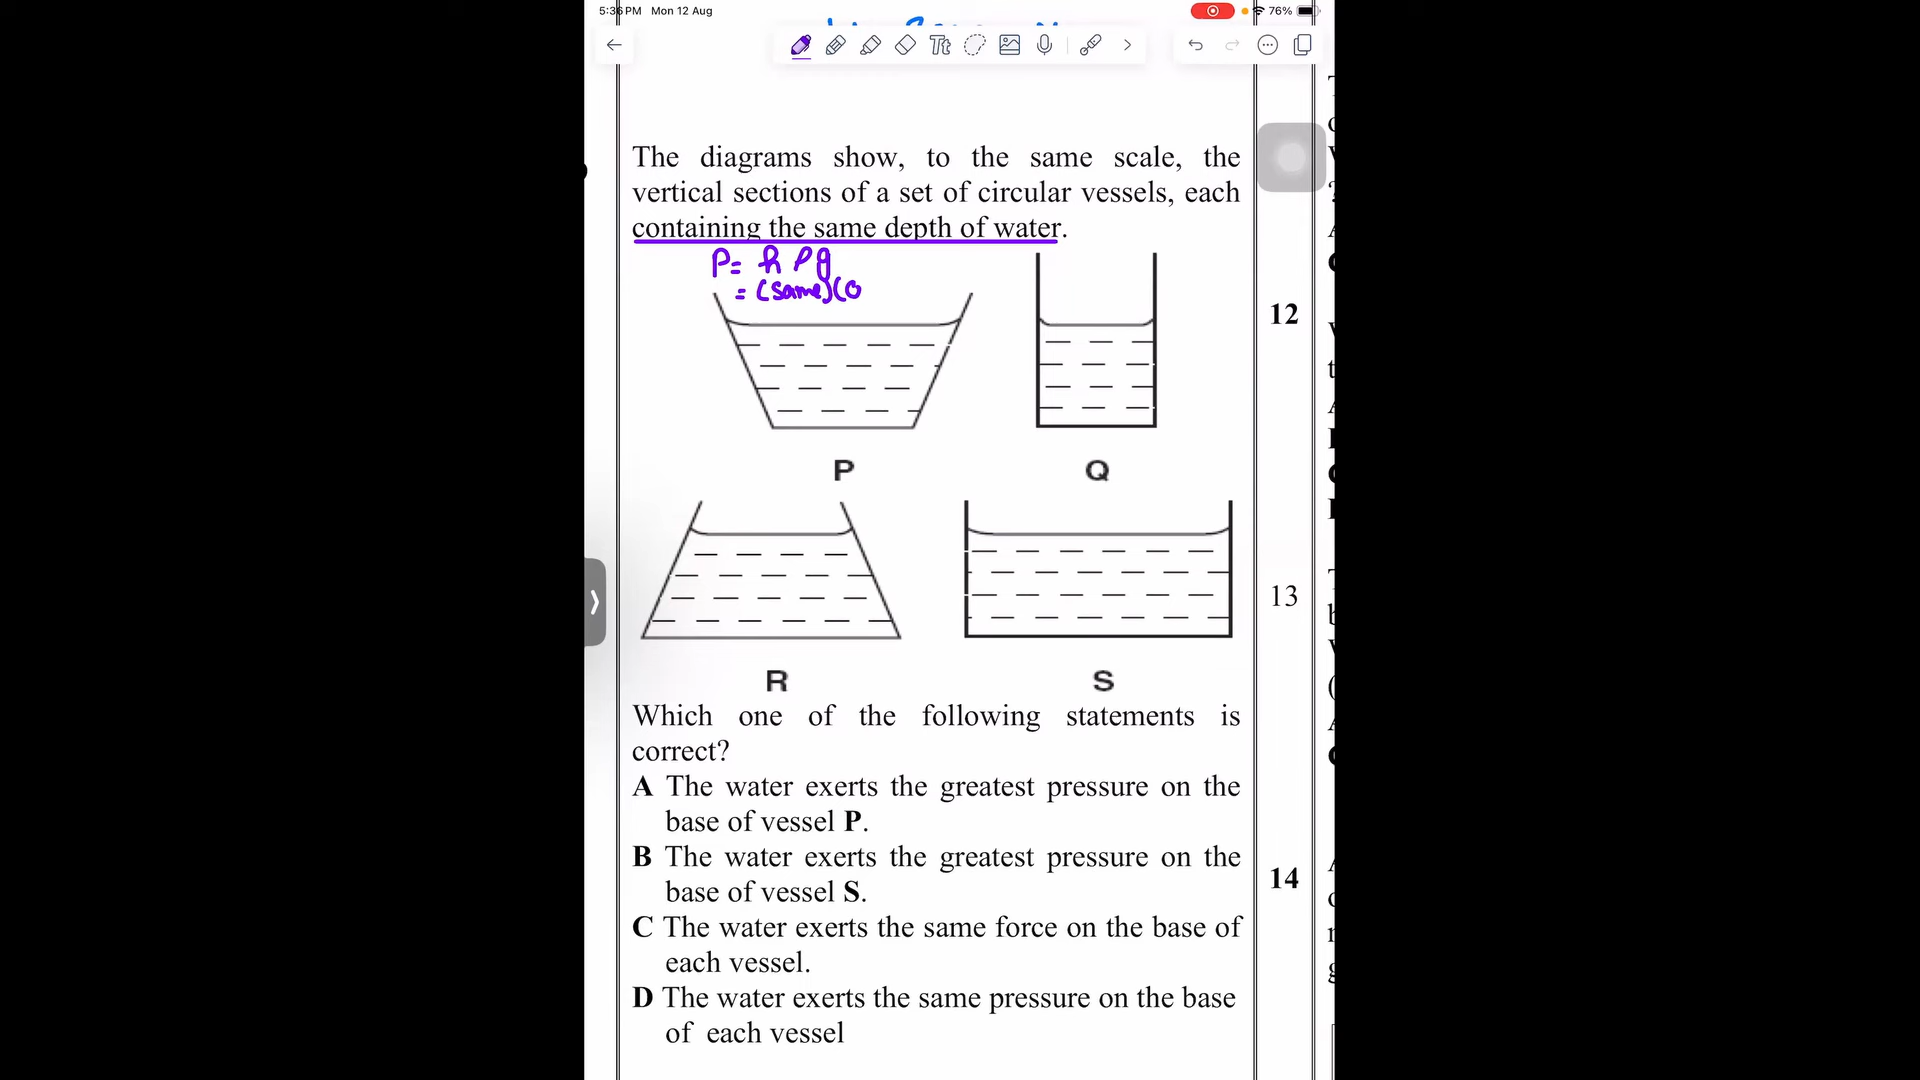 5:36 PM Mon 12 Aug
76%
Tt
The diagrams show, to the same scale, the
vertical sections of a set of circular vessels, each
containing the same depth of water.
P= h ρ g
= (same)(0
12
P
Q
13
R
S
Which one of the following statements is
correct?
A The water exerts the greatest pressure on the
base of vessel P.
B The water exerts the greatest pressure on the
base of vessel S.
14
C The water exerts the same force on the base of
each vessel.
D The water exerts the same pressure on the base
of each vessel